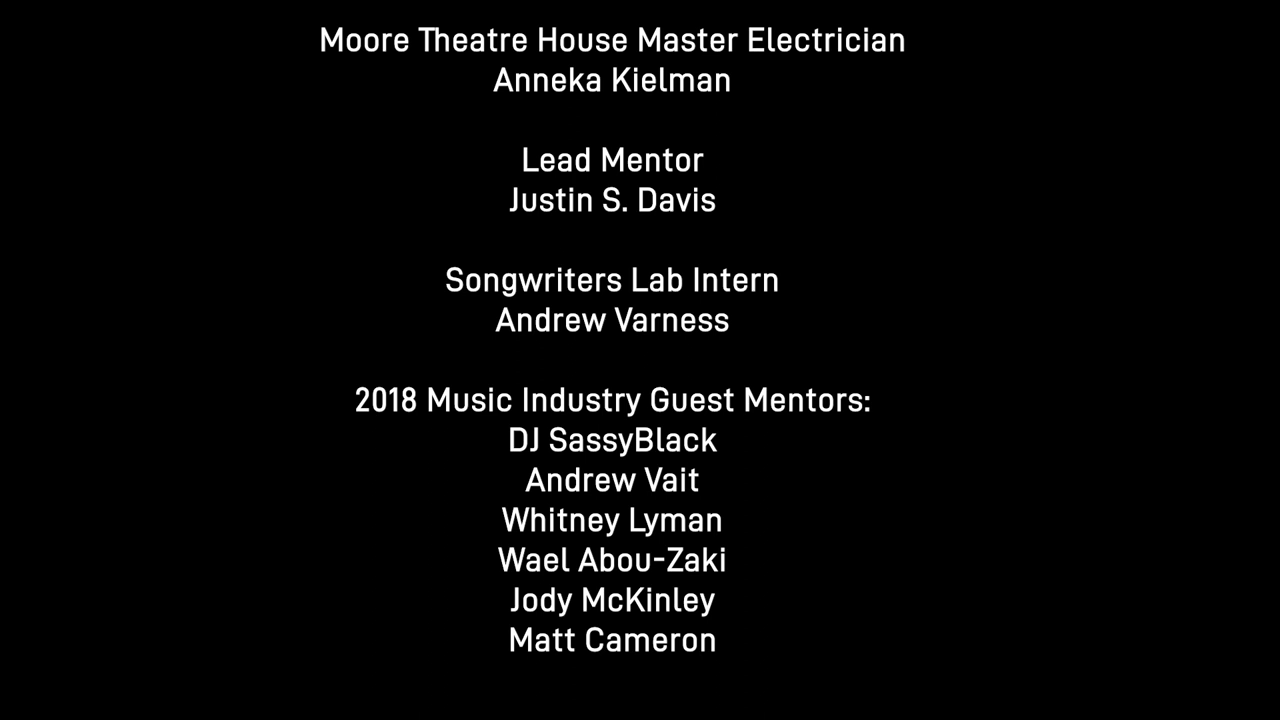 Moore Theatre House Master Electrician
Anneka Kielman
Lead Mentor
Justin S. Davis
Songwriters Lab Intern
Andrew Varness
2018 Music Industry Guest Mentors:
DJ SassyBlack
Andrew Vait
Whitney Lyman
Wael Abou-Zaki
Jody McKinley
Matt Cameron